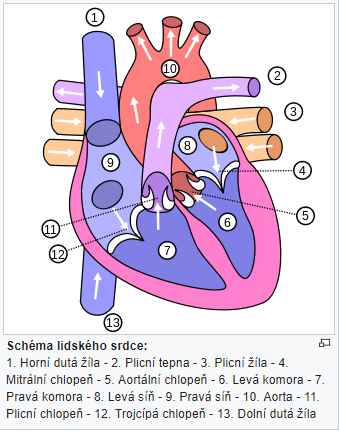 1
2
3
4
5
6
7
8
9
10
11
12
13
Schéma lidského srdce:
1. Horní dutá žíla - 2. Plicní tepna - 3. Plicní žíla - 4.
Mitrální chlopeň - 5. Aortální chlopeň - 6. Levá komora - 7.
Pravá komora - 8. Levá síň - 9. Pravá síň - 10. Aorta - 11.
Plicní chlopeň - 12. Trojcípá chlopeň - 13. Dolní dutá žíla